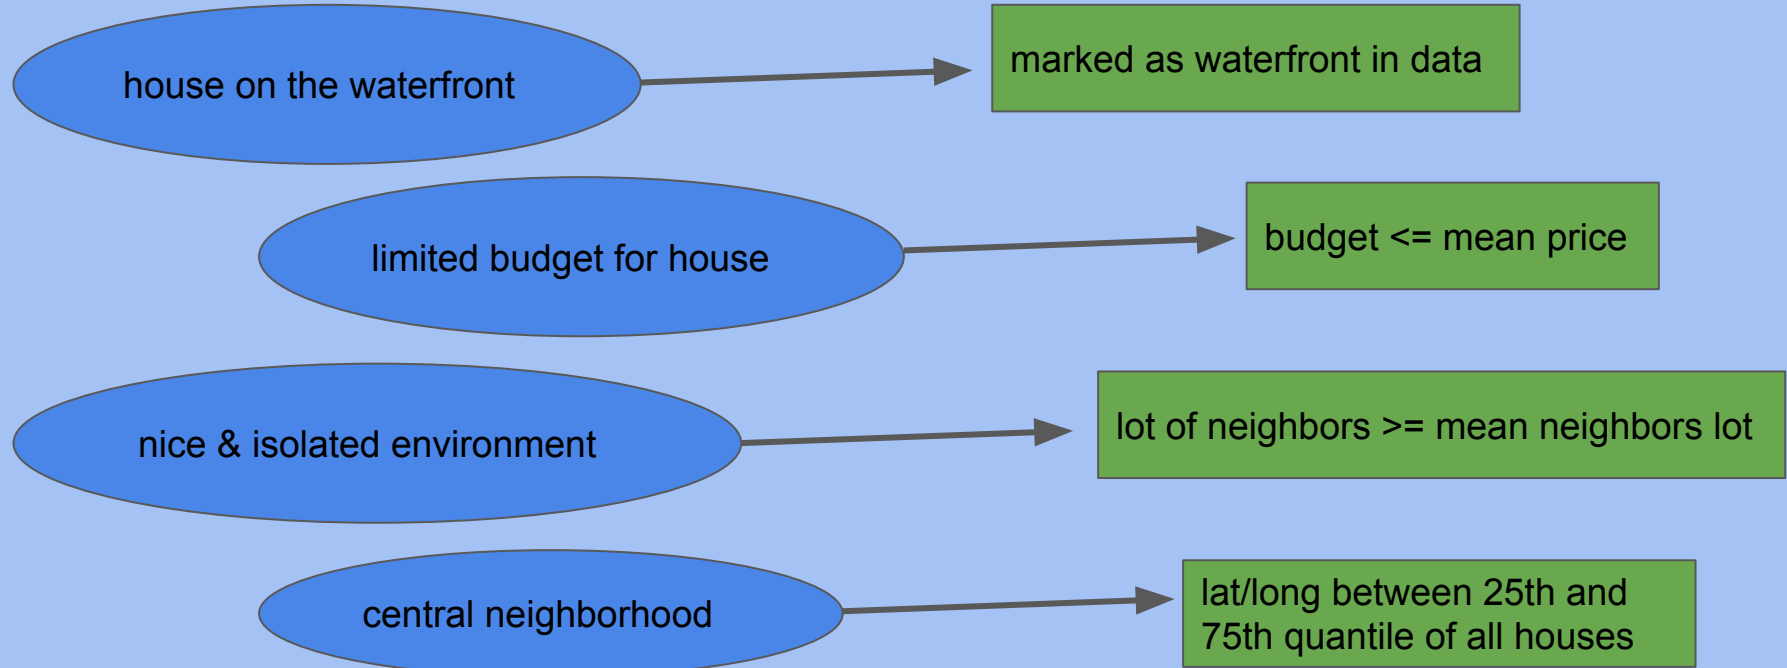 house on the waterfront
marked as waterfront in data
limited budget for house
budget <= mean price
nice & isolated environment
lot of neighbors >= mean neighbors lot
central neighborhood
lat/long between 25th and
75th quantile of all houses